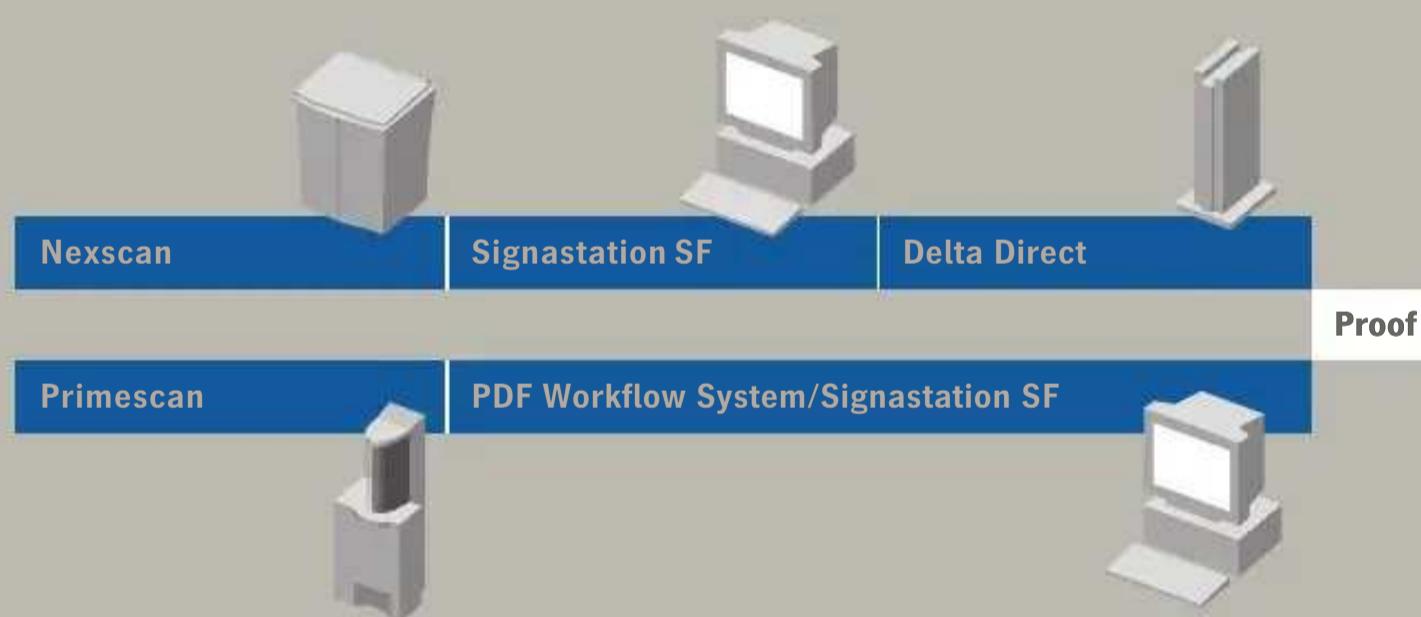 Nexscan
Signastation SF
Delta Direct
Proof
Primescan
PDF Workflow System/Signastation SF